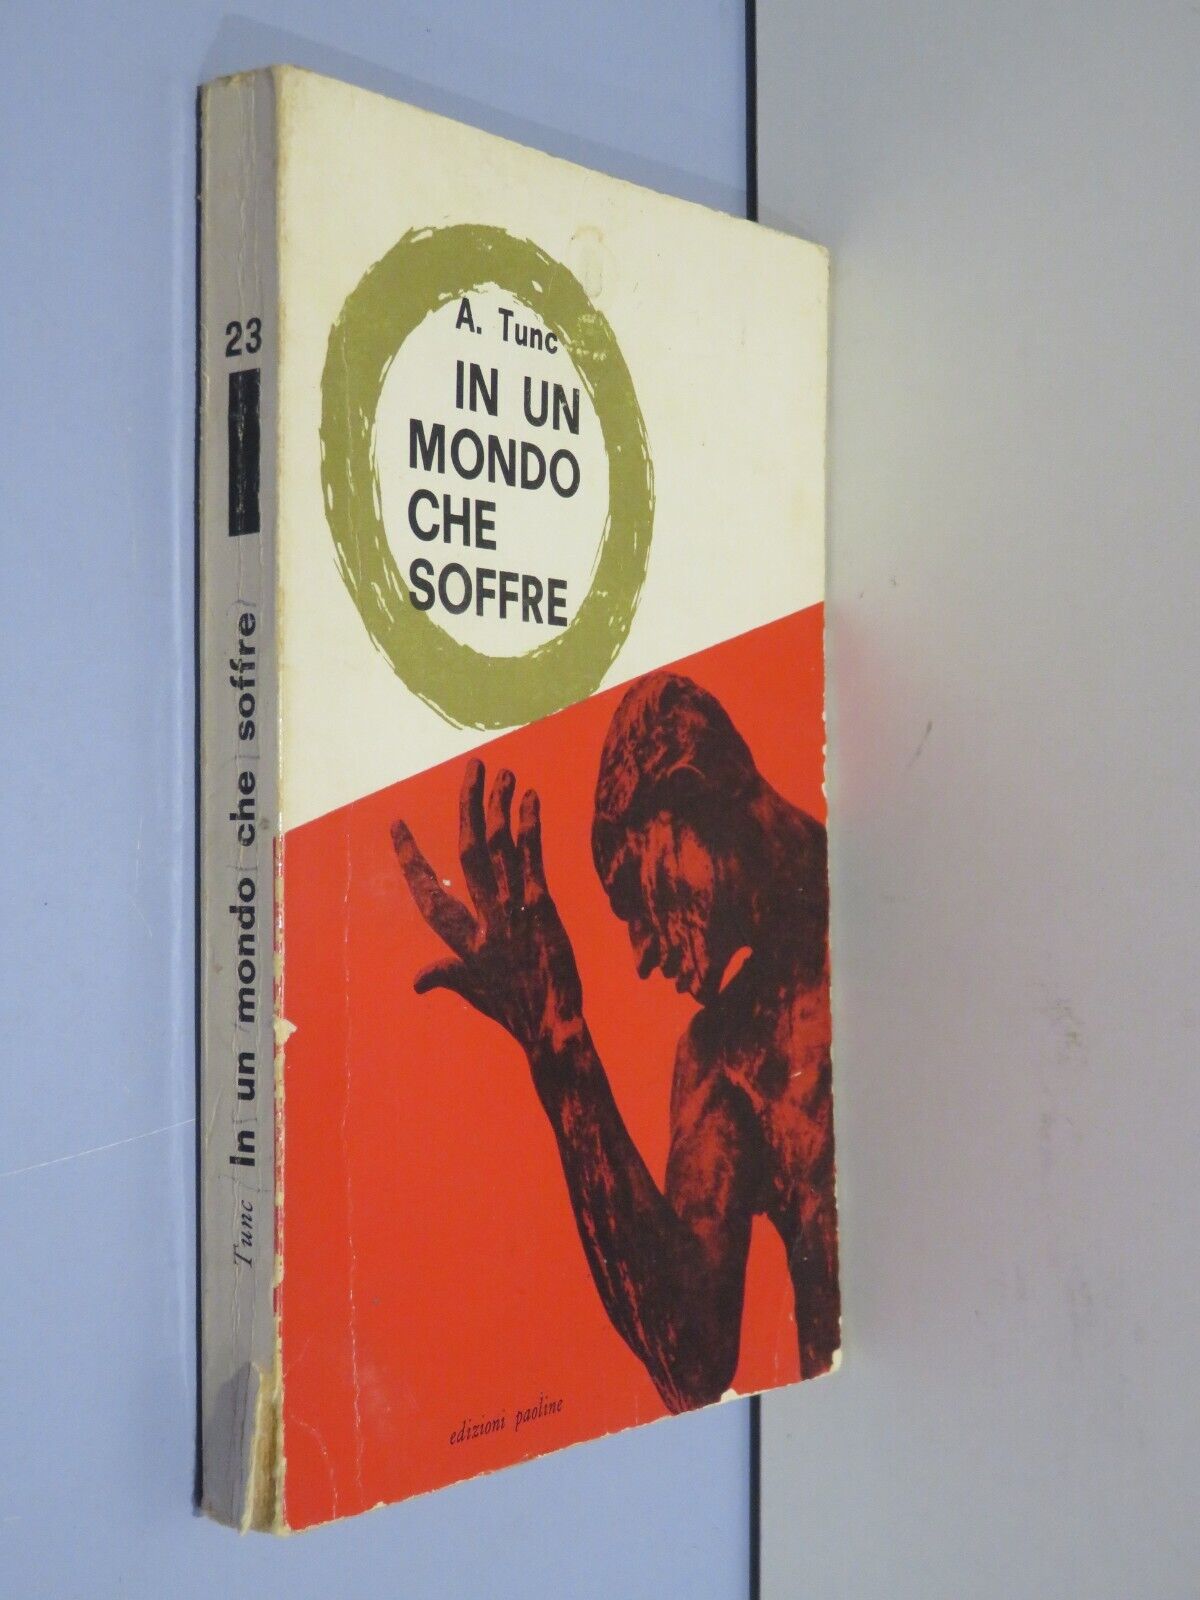 A. Tunc
IN UN
MONDO
CHE
SOFFRE
edizioni paoline
23
Tunc In un mondo che soffre